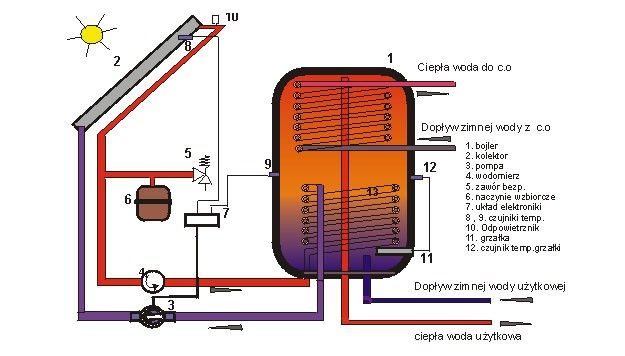 10
8
2
1
Ciepła woda do c.o
Dopływ zimnej wody z c.o
5
9
12
6
7
13
11
4
3
1. bojler
2. kolektor
3. pompa
4. wodomierz
5. zawór bezp.
6. naczynie wzbiorcze
7. układ elektroniki
8 , 9. czujniki temp.
10. Odpowietrznik
11. grzałka
12. czujnik temp.grzałki
Dopływ zimnej wody użytkowej
ciepła woda użytkowa